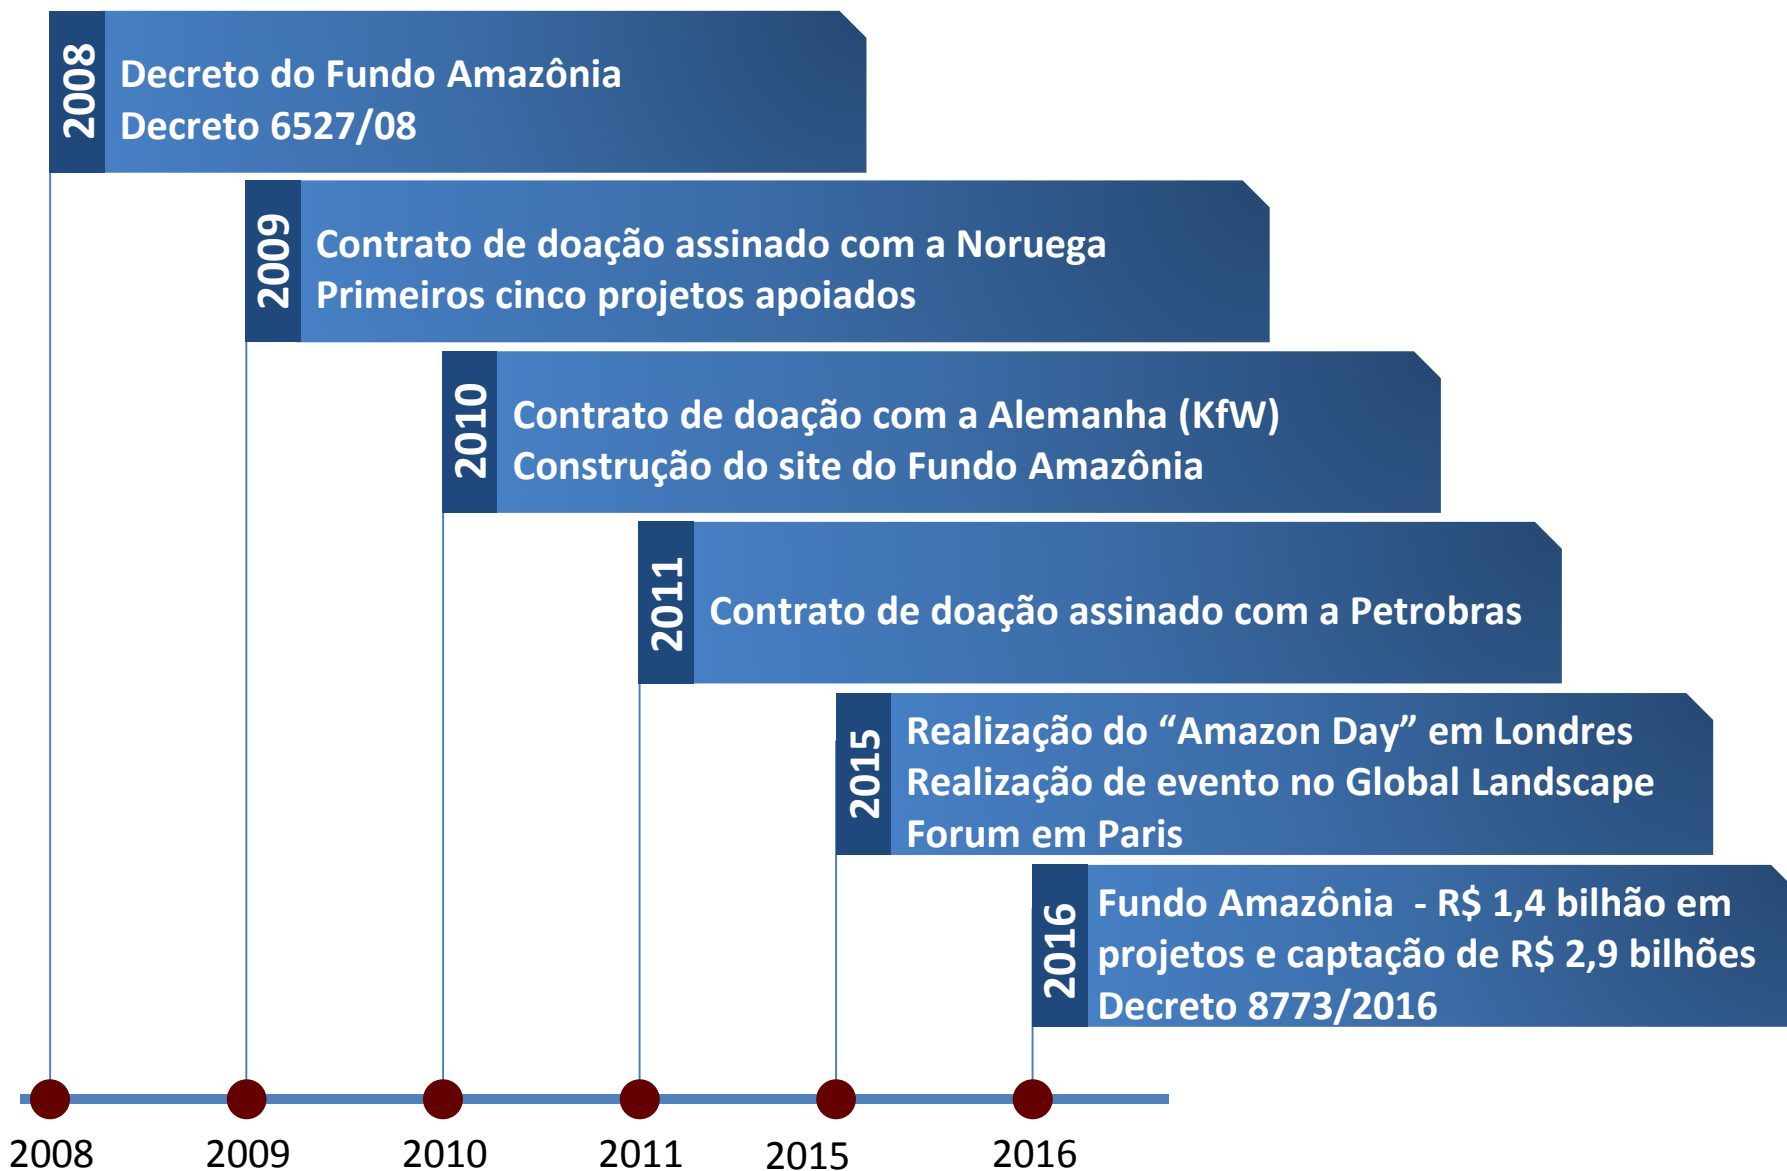 2008
Decreto do Fundo Amazônia
Decreto 6527/08
2009
Contrato de doação assinado com a Noruega
Primeiros cinco projetos apoiados
2010
Contrato de doação com a Alemanha (KfW)
Construção do site do Fundo Amazônia
2011
Contrato de doação assinado com a Petrobras
2015
Realização do “Amazon Day” em Londres
Realização de evento no Global Landscape
Forum em Paris
2016
Fundo Amazônia - R$ 1,4 bilhão em
projetos e captação de R$ 2,9 bilhões
Decreto 8773/2016
2008 2009 2010 2011 2015 2016